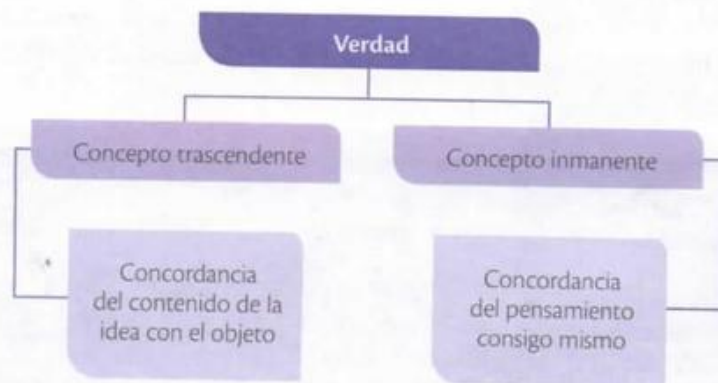 Verdad
Concepto trascendente
Concepto inmanente
Concordancia
del contenido de la
idea con el objeto
Concordancia
del pensamiento
consigo mismo